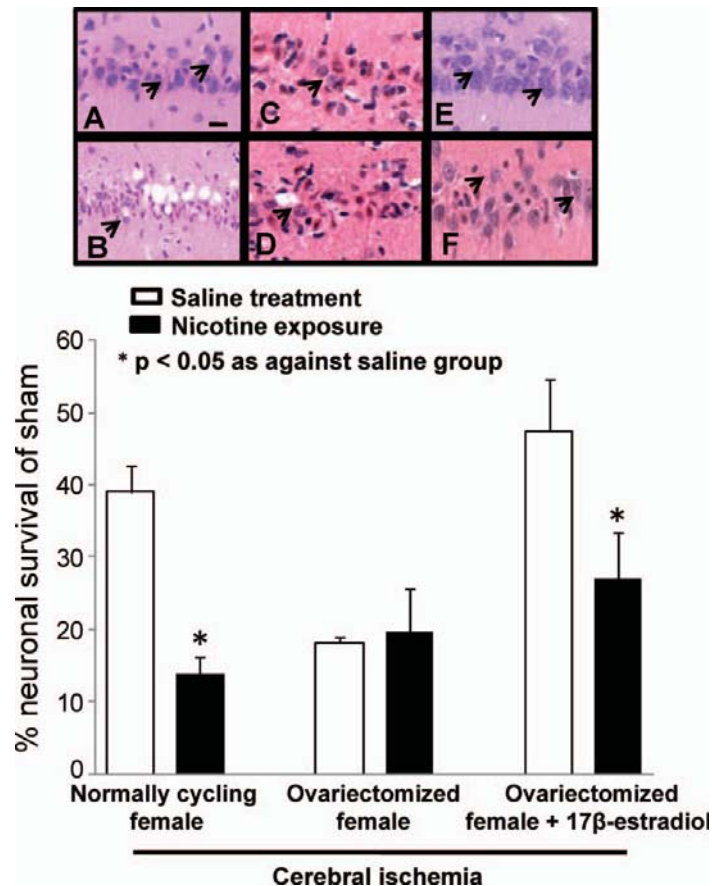 A
C
E
B
D
F
Saline treatment
Nicotine exposure
* p < 0.05 as against saline group
% neuronal survival of sham
60
50
40
30
20
10
0
*
*
Normally cycling
female
Ovariectomized
female
Ovariectomized
female + 17β-estradiol
Cerebral ischemia